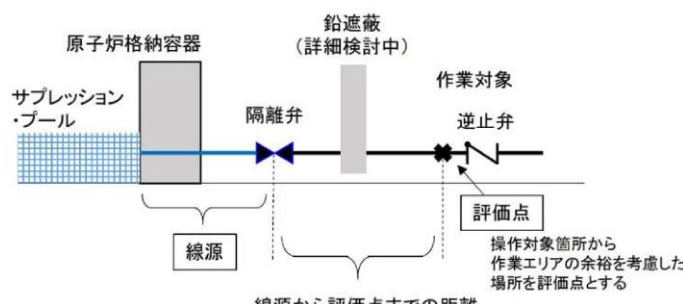 鉛遮蔽
(詳細検討中)
原子炉格納容器
作業対象
サプレッション
・プール
隔離弁
逆止弁
線源
評価点
操作対象箇所から
作業エリアの余裕を考慮した
場所を評価点とする
線源から評価点までの距離